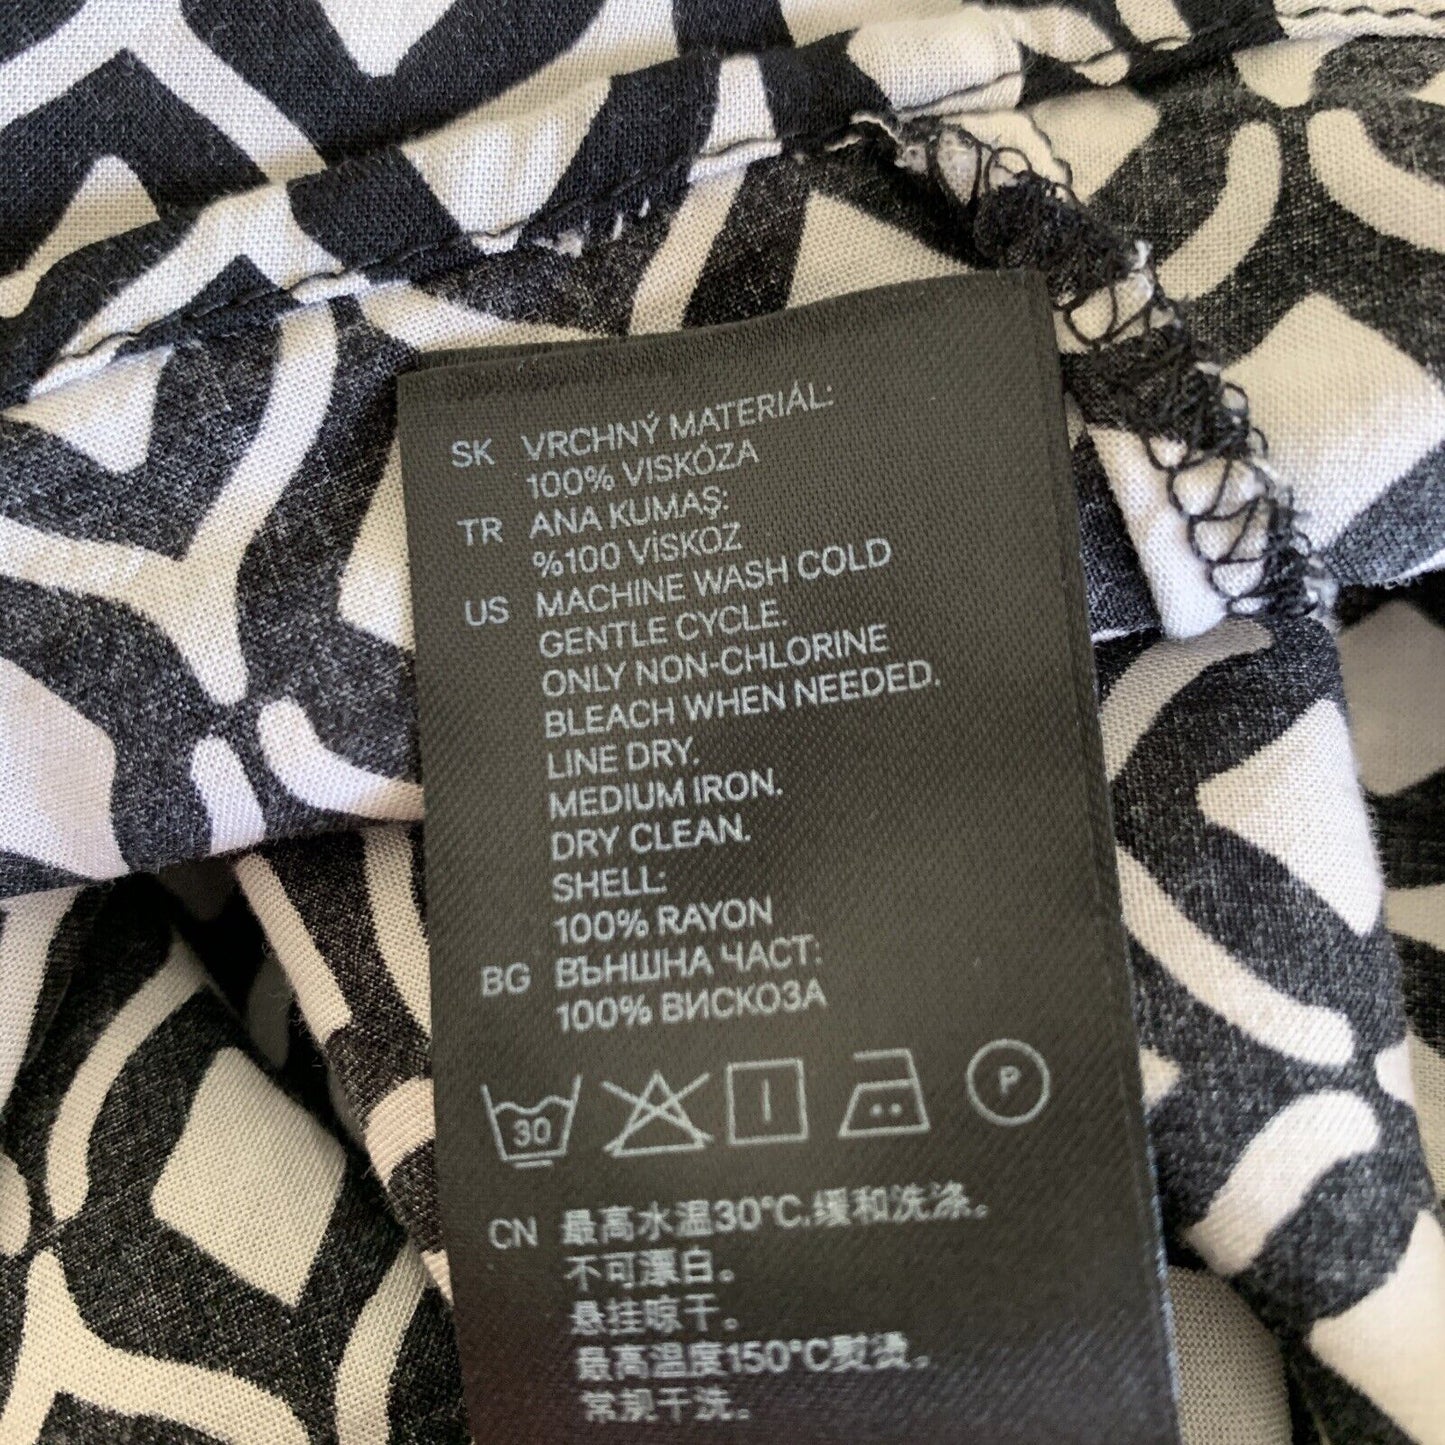 SK VRCHNÝ MATERIÁL:
100% VISKÓZA
TR ANA KUMAŞ:
%100 VİSKOZ
US MACHINE WASH COLD
GENTLE CYCLE.
ONLY NON-CHLORINE
BLEACH WHEN NEEDED.
LINE DRY.
MEDIUM IRON.
DRY CLEAN.
SHELL:
100% RAYON
BG ВЪНШНА ЧАСТ:
100% ВИСКОЗА
30 P
CN 最高水温30°C,缓和洗涤。
不可漂白。
悬挂晾干。
最高温度150°C熨烫。
常规干洗。